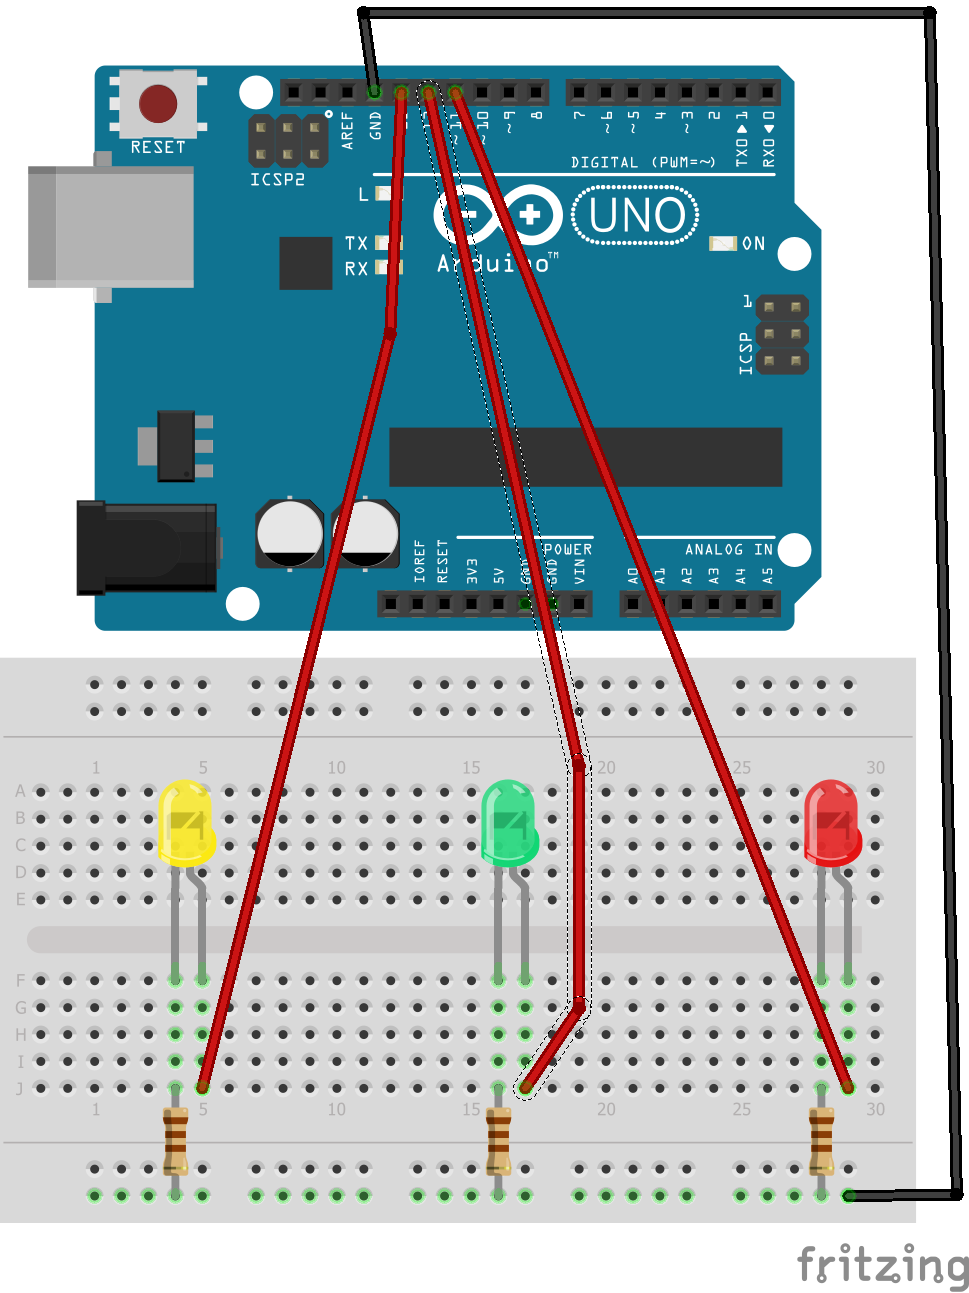 RESET
ICSP2
AREF
GND
~11
~10
~9
8
7
~6
~5
4
~3
2
TX0 1
RX0 0
DIGITAL (PWM=~)
L
TX
RX
UNO
Arduino™
ON
1
ICSP
IOREF
RESET
3V3
5V
GND
GND
VIN
POWER
ANALOG IN
A0
A1
A2
A3
A4
A5
1 5 10 15 20 25 30
A
B
C
D
E
F
G
H
I
J
1 5 10 15 20 25 30
fritzing